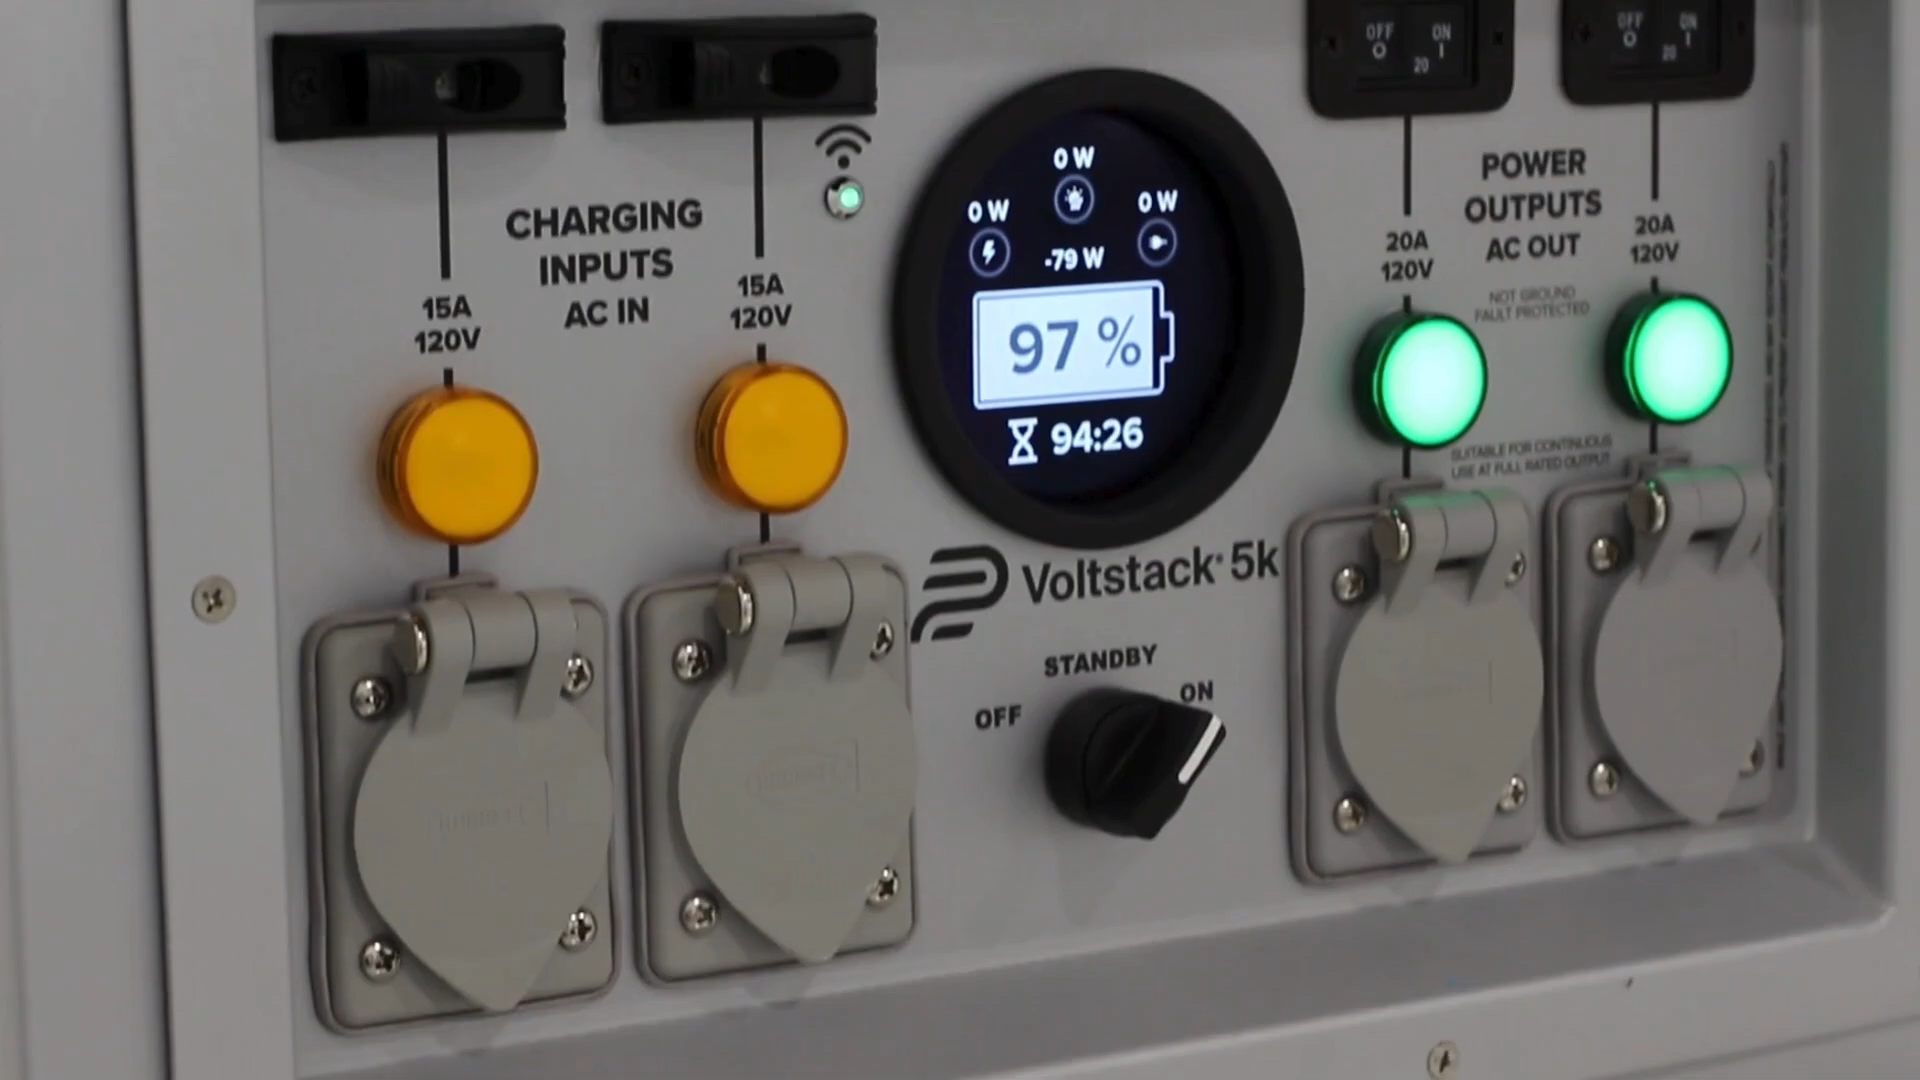 CHARGING
INPUTS
AC IN
15A
120V
15A
120V
0 W
0 W
0 W
-79 W
97 %
94:26
Voltstack® 5k
STANDBY
OFF
ON
OFF
ON
20
OFF
ON
20
POWER
OUTPUTS
AC OUT
20A
120V
20A
120V
NOT GROUND
FAULT PROTECTED
SUITABLE FOR CONTINUOUS
USE AT FULL RATED OUTPUT